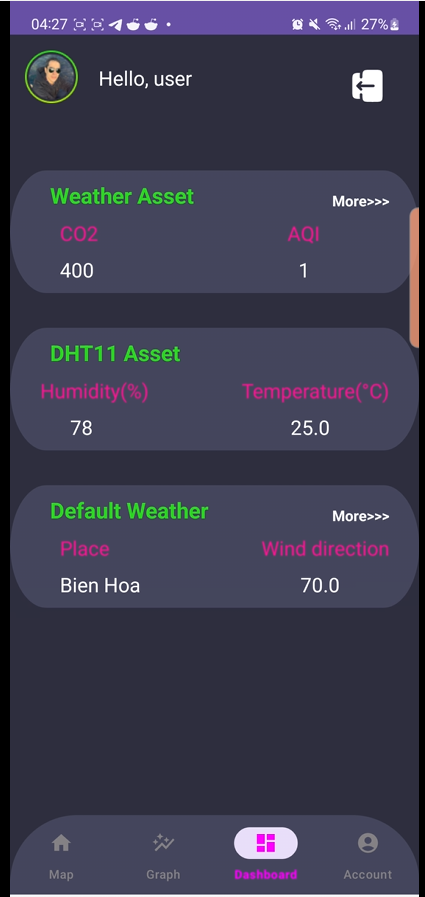 04:27 27%
Hello, user
Weather Asset More>>>
CO2 AQI
400 1
DHT11 Asset
Humidity(%) Temperature(°C)
78 25.0
Default Weather More>>>
Place Wind direction
Bien Hoa 70.0
Map Graph Dashboard Account